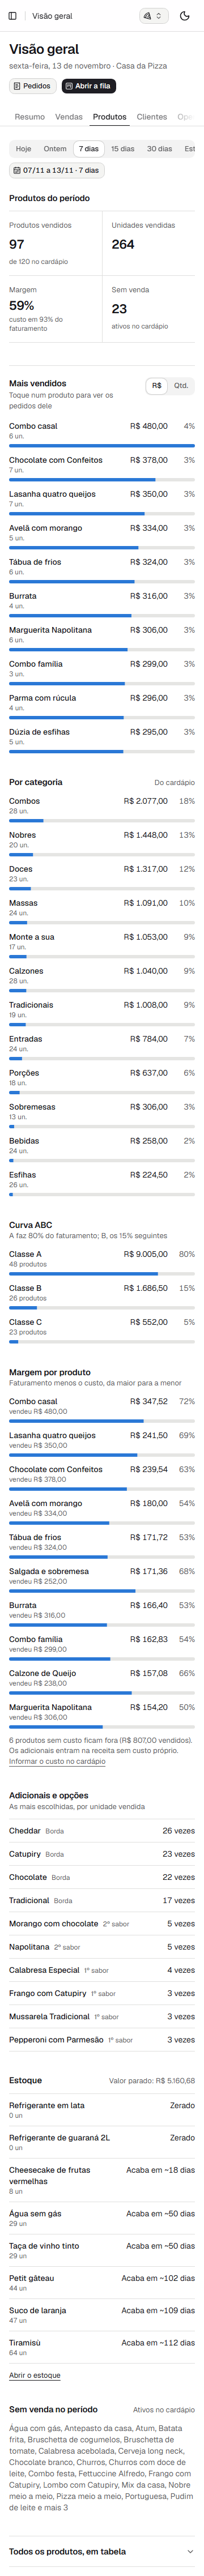 Visão geral
Visão geral
sexta-feira, 13 de novembro · Casa da Pizza
Pedidos
Abrir a fila
Resumo Vendas Produtos Clientes Ope
Hoje Ontem 7 dias 15 dias 30 dias Est
07/11 a 13/11 · 7 dias
Produtos do período
Produtos vendidos
97
de 120 no cardápio
Unidades vendidas
264
Margem
59%
custo em 93% do
faturamento
Sem venda
23
ativos no cardápio
Mais vendidos
Toque num produto para ver os
pedidos dele
R$ Qtd.
Combo casal R$ 480,00 4%
6 un.
Chocolate com Confeitos R$ 378,00 3%
7 un.
Lasanha quatro queijos R$ 350,00 3%
7 un.
Avelã com morango R$ 334,00 3%
5 un.
Tábua de frios R$ 324,00 3%
6 un.
Burrata R$ 316,00 3%
4 un.
Marguerita Napolitana R$ 306,00 3%
6 un.
Combo família R$ 299,00 3%
3 un.
Parma com rúcula R$ 296,00 3%
4 un.
Dúzia de esfihas R$ 295,00 3%
5 un.
Por categoria Do cardápio
Combos R$ 2.077,00 18%
28 un.
Nobres R$ 1.448,00 13%
20 un.
Doces R$ 1.317,00 12%
23 un.
Massas R$ 1.091,00 10%
24 un.
Monte a sua R$ 1.053,00 9%
17 un.
Calzones R$ 1.040,00 9%
28 un.
Tradicionais R$ 1.008,00 9%
19 un.
Entradas R$ 784,00 7%
24 un.
Porções R$ 637,00 6%
18 un.
Sobremesas R$ 306,00 3%
13 un.
Bebidas R$ 258,00 2%
24 un.
Esfihas R$ 224,50 2%
26 un.
Curva ABC
A faz 80% do faturamento; B, os 15% seguintes
Classe A R$ 9.005,00 80%
48 produtos
Classe B R$ 1.686,50 15%
26 produtos
Classe C R$ 552,00 5%
23 produtos
Margem por produto
Faturamento menos o custo, da maior para a menor
Combo casal R$ 347,52 72%
vendeu R$ 480,00
Lasanha quatro queijos R$ 241,50 69%
vendeu R$ 350,00
Chocolate com Confeitos R$ 239,54 63%
vendeu R$ 378,00
Avelã com morango R$ 180,00 54%
vendeu R$ 334,00
Tábua de frios R$ 171,72 53%
vendeu R$ 324,00
Salgada e sobremesa R$ 171,36 68%
vendeu R$ 252,00
Burrata R$ 166,40 53%
vendeu R$ 316,00
Combo família R$ 162,83 54%
vendeu R$ 299,00
Calzone de Queijo R$ 157,08 66%
vendeu R$ 238,00
Marguerita Napolitana R$ 154,20 50%
vendeu R$ 306,00
6 produtos sem custo ficam fora (R$ 807,00 vendidos).
Os adicionais entram na receita sem custo próprio.
Informar o custo no cardápio
Adicionais e opções
As mais escolhidas, por unidade vendida
Cheddar Borda 26 vezes
Catupiry Borda 23 vezes
Chocolate Borda 22 vezes
Tradicional Borda 17 vezes
Morango com chocolate 2º sabor 5 vezes
Napolitana 2º sabor 5 vezes
Calabresa Especial 1º sabor 4 vezes
Frango com Catupiry 1º sabor 3 vezes
Mussarela Tradicional 1º sabor 3 vezes
Pepperoni com Parmesão 1º sabor 3 vezes
Estoque Valor parado: R$ 5.160,68
Refrigerante em lata Zerado
0 un
Refrigerante de guaraná 2L Zerado
0 un
Cheesecake de frutas
vermelhas Acaba em ~18 dias
8 un
Água sem gás Acaba em ~50 dias
29 un
Taça de vinho tinto Acaba em ~50 dias
29 un
Petit gâteau Acaba em ~102 dias
44 un
Suco de laranja Acaba em ~109 dias
47 un
Tiramisù Acaba em ~112 dias
64 un
Abrir o estoque
Sem venda no período Ativos no cardápio
Água com gás, Antepasto da casa, Atum, Batata
frita, Bruschetta de cogumelos, Bruschetta de
tomate, Calabresa acebolada, Cerveja long neck,
Chocolate branco, Churros, Churros com doce de
leite, Combo festa, Fettuccine Alfredo, Frango com
Catupiry, Lombo com Catupiry, Mix da casa, Nobre
meio a meio, Pizza meio a meio, Portuguesa, Pudim
de leite e mais 3
Todos os produtos, em tabela